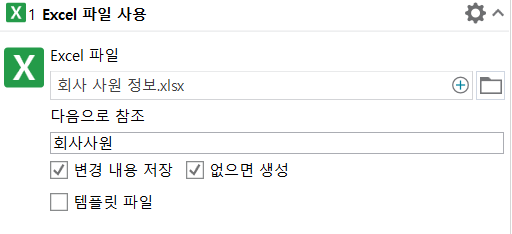 1 Excel 파일 사용
Excel 파일
회사 사원 정보.xlsx
다음으로 참조
회사사원
변경 내용 저장 없으면 생성
템플릿 파일